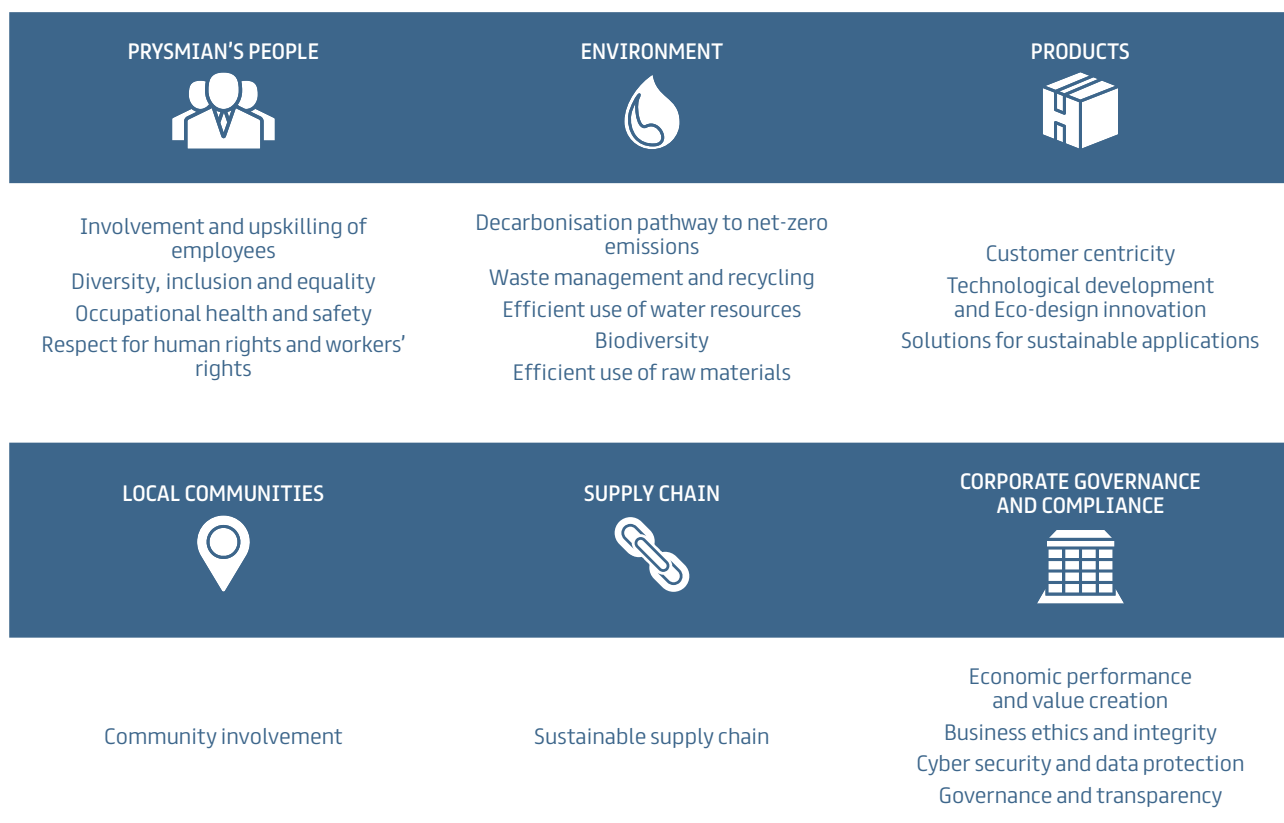 PRYSMIAN'S PEOPLE
Involvement and upskilling of
employees
Diversity, inclusion and equality
Occupational health and safety
Respect for human rights and workers'
rights
ENVIRONMENT
Decarbonisation pathway to net-zero
emissions
Waste management and recycling
Efficient use of water resources
Biodiversity
Efficient use of raw materials
PRODUCTS
Customer centricity
Technological development
and Eco-design innovation
Solutions for sustainable applications
LOCAL COMMUNITIES
Community involvement
SUPPLY CHAIN
Sustainable supply chain
CORPORATE GOVERNANCE
AND COMPLIANCE
Economic performance
and value creation
Business ethics and integrity
Cyber security and data protection
Governance and transparency